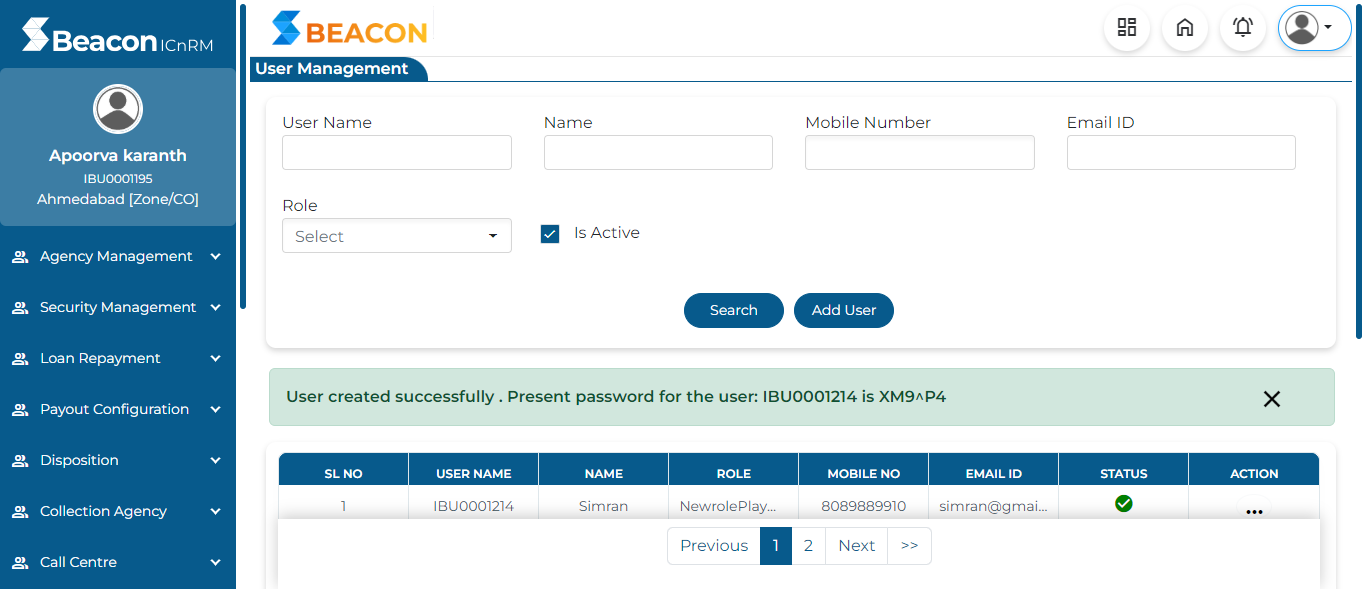 Beacon ICnRM
BEACON
User Management
Apoorva karanth
IBU0001195
Ahmedabad [Zone/CO]
Agency Management
Security Management
Loan Repayment
Payout Configuration
Disposition
Collection Agency
Call Centre
User Name Name Mobile Number Email ID
Role
Select
Is Active
Search Add User
User created successfully . Present password for the user: IBU0001214 is XM9^P4
SL NO USER NAME NAME ROLE MOBILE NO EMAIL ID STATUS ACTION
1 IBU0001214 Simran NewrolePlay... 8089889910 simran@gmai... ...
Previous 1 2 Next >>